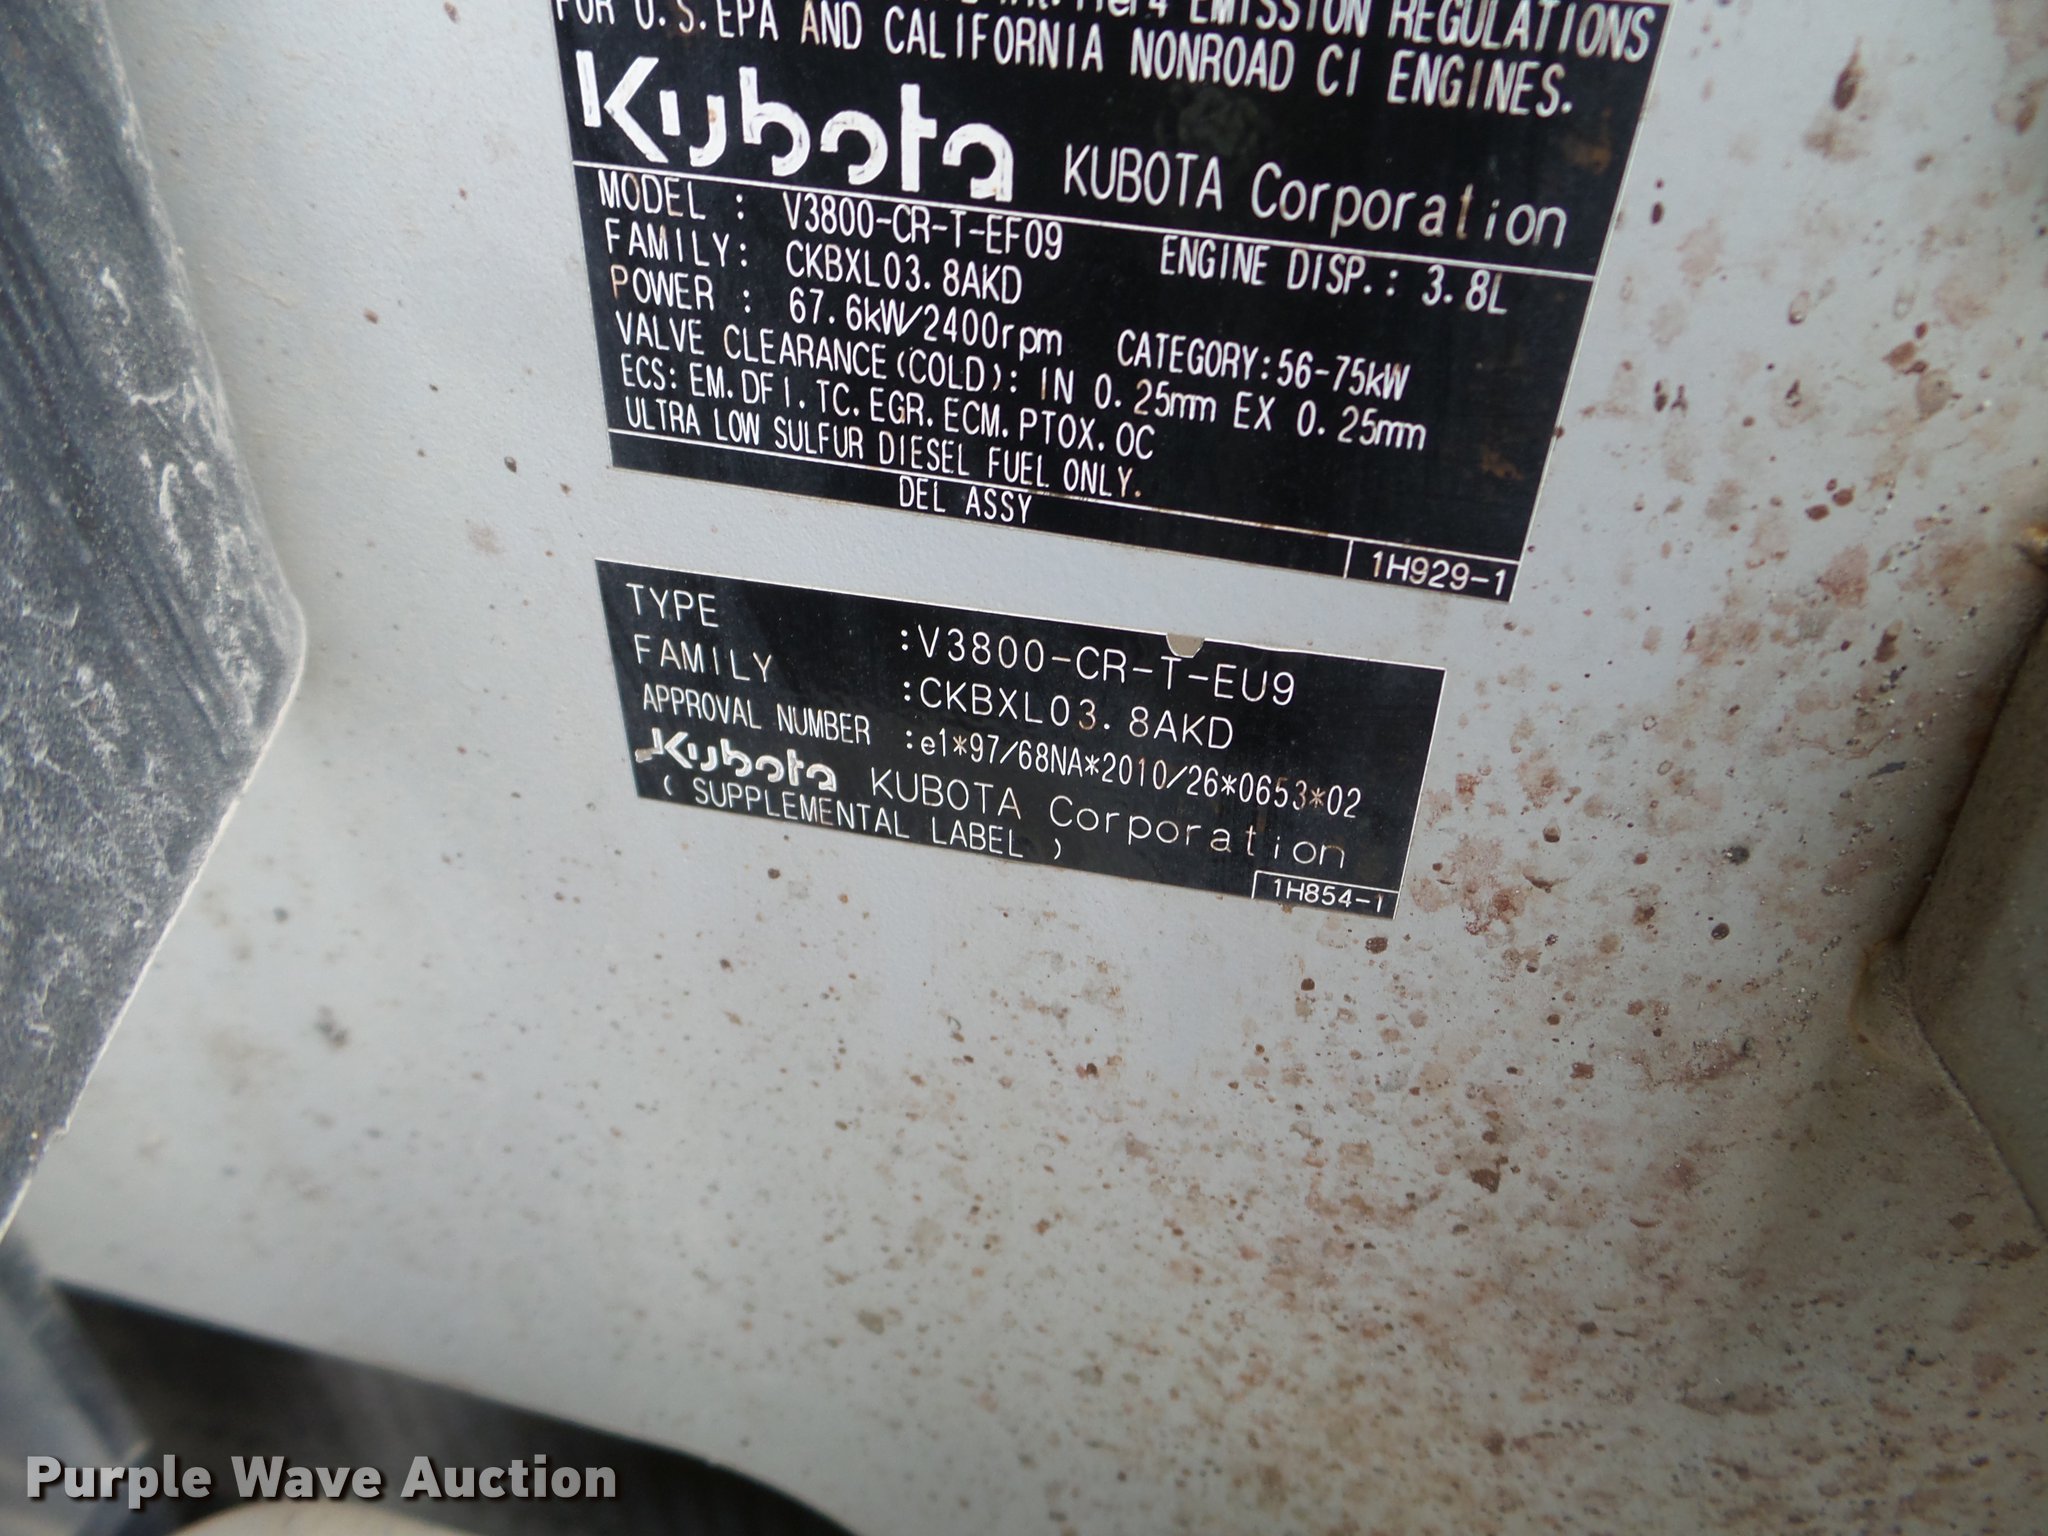 Int. Tier4 EMISSION REGULATIONS
FOR U.S.EPA AND CALIFORNIA NONROAD CI ENGINES.
Kubota KUBOTA Corporation
MODEL : V3800-CR-T-EF09 ENGINE DISP.: 3.8L
FAMILY: CKBXL03.8AKD
POWER : 67.6kW/2400rpm CATEGORY:56-75kW
VALVE CLEARANCE(COLD): IN 0.25mm EX 0.25mm
ECS: EM.DFI.TC.EGR.ECM.PTOX.OC
ULTRA LOW SULFUR DIESEL FUEL ONLY.
DEL ASSY
1H929-1
TYPE :V3800-CR-T-EU9
FAMILY :CKBXL03.8AKD
APPROVAL NUMBER :e1*97/68NA*2010/26*0653*02
Kubota KUBOTA Corporation
( SUPPLEMENTAL LABEL )
1H854-1
Purple Wave Auction